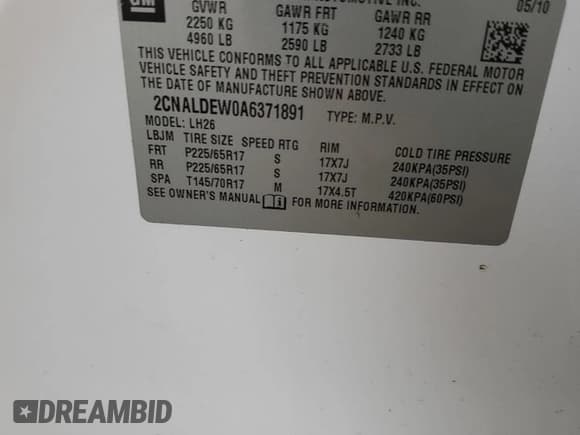 GM
AUTOMOTIVE INC.
05/10
GVWR GAWR FRT GAWR RR
2250 KG 1175 KG 1240 KG
4960 LB 2590 LB 2733 LB
THIS VEHICLE CONFORMS TO ALL APPLICABLE U.S. FEDERAL MOTOR
VEHICLE SAFETY AND THEFT PREVENTION STANDARDS IN EFFECT ON
THE DATE OF MANUFACTURE SHOWN ABOVE.
2CNALDEW0A6371891 TYPE: M.P.V.
MODEL: LH26
LBJM TIRE SIZE SPEED RTG RIM COLD TIRE PRESSURE
FRT P225/65R17 S 17X7J 240KPA(35PSI)
RR P225/65R17 S 17X7J 240KPA(35PSI)
SPA T145/70R17 M 17X4.5T 420KPA(60PSI)
SEE OWNER'S MANUAL FOR MORE INFORMATION.
DREAMBID